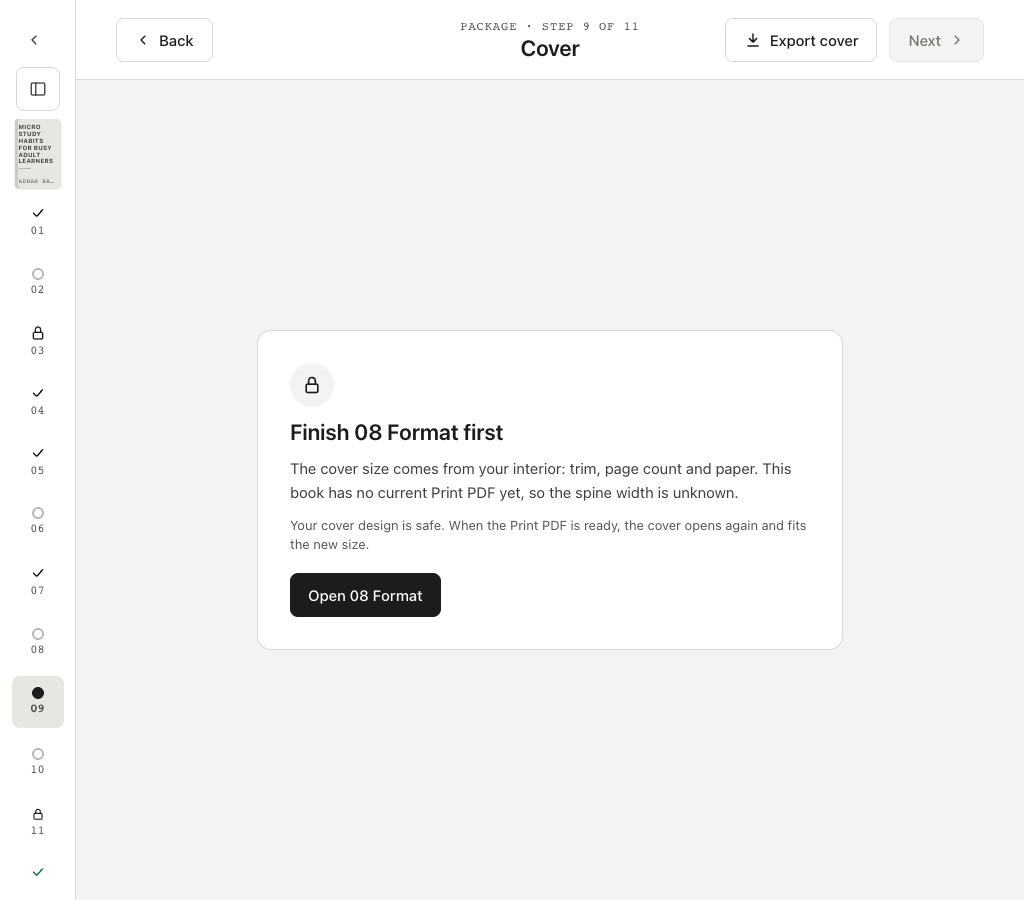 PACKAGE · STEP 9 OF 11
Back
Cover
Export cover
Next
MICRO
STUDY
HABITS
FOR BUSY
ADULT
LEARNERS
ADNAN HA…
01
02
03
04
05
06
07
08
09
10
11
Finish 08 Format first
The cover size comes from your interior: trim, page count and paper. This
book has no current Print PDF yet, so the spine width is unknown.
Your cover design is safe. When the Print PDF is ready, the cover opens again and fits
the new size.
Open 08 Format